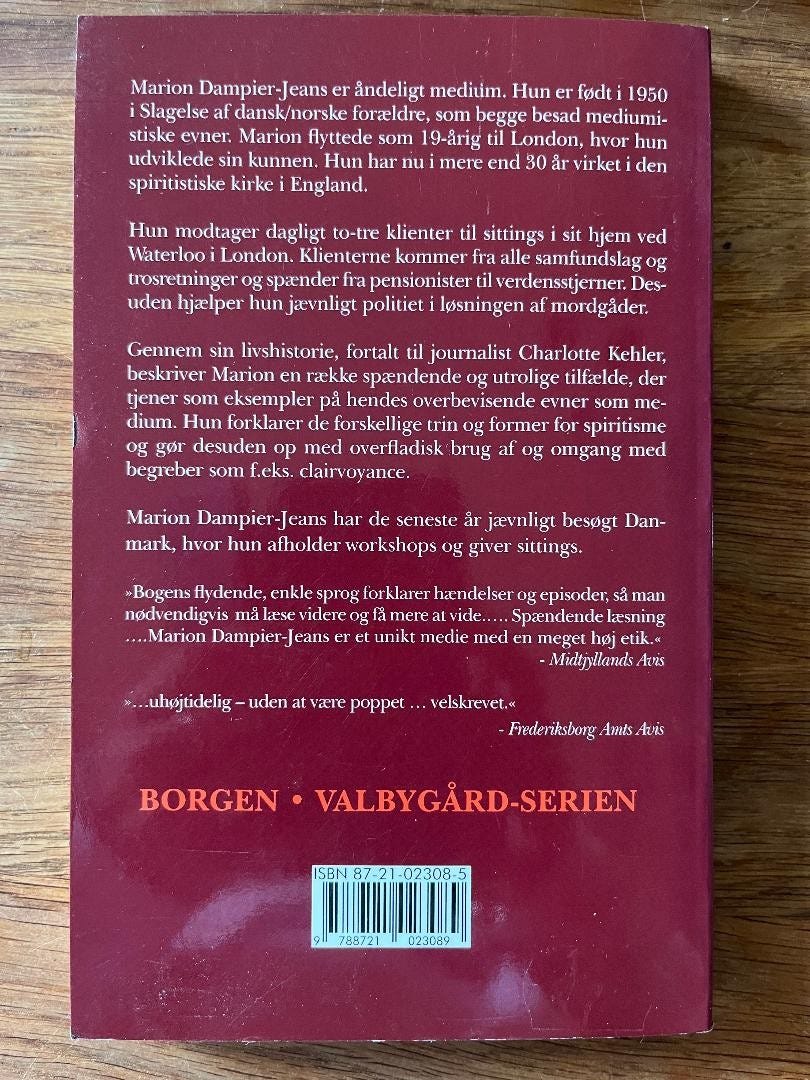 Marion Dampier-Jeans er åndeligt medium. Hun er født i 1950
i Slagelse af dansk/norske forældre, som begge besad mediumi-
stiske evner. Marion flyttede som 19-årig til London, hvor hun
udviklede sin kunnen. Hun har nu i mere end 30 år virket i den
spiritistiske kirke i England.
Hun modtager dagligt to-tre klienter til sittings i sit hjem ved
Waterloo i London. Klienterne kommer fra alle samfundslag og
trosretninger og spænder fra pensionister til verdensstjerner. Des-
uden hjælper hun jævnligt politiet i løsningen af mordgåder.
Gennem sin livshistorie, fortalt til journalist Charlotte Kehler,
beskriver Marion en række spændende og utrolige tilfælde, der
tjener som eksempler på hendes overbevisende evner som me-
dium. Hun forklarer de forskellige trin og former for spiritisme
og gør desuden op med overfladisk brug af og omgang med
begreber som f.eks. clairvoyance.
Marion Dampier-Jeans har de seneste år jævnligt besøgt Dan-
mark, hvor hun afholder workshops og giver sittings.
»Bogens flydende, enkle sprog forklarer hændelser og episoder, så man
nødvendigvis må læse videre og få mere at vide….. Spændende læsning
….Marion Dampier-Jeans er et unikt medie med en meget høj etik.«
- Midtjyllands Avis
»…uhøjtidelig – uden at være poppet … velskrevet.«
- Frederiksborg Amts Avis
BORGEN • VALBYGÅRD-SERIEN
ISBN 87-21-02308-5
9 788721 023089